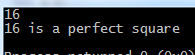 16
16 is a perfect square